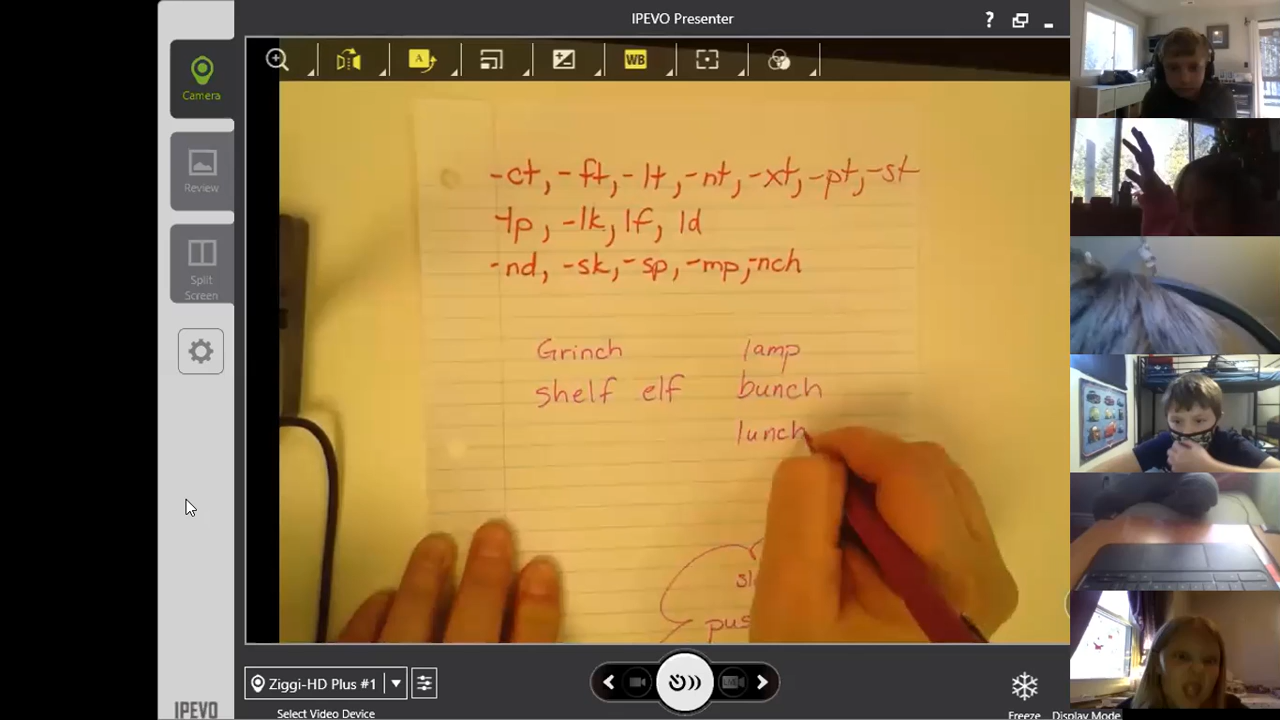 IPEVO Presenter
?
Camera
Review
Split
Screen
A
WB
-ct, -ft, -lt, -nt, -xt, -pt, -st
-lp, -lk, lf, ld
-nd, -sk, -sp, -mp, -nch
Grinch lamp
shelf elf bunch
lunch
IPEVO
Ziggi-HD Plus #1
Select Video Device
Freeze
Display Mode